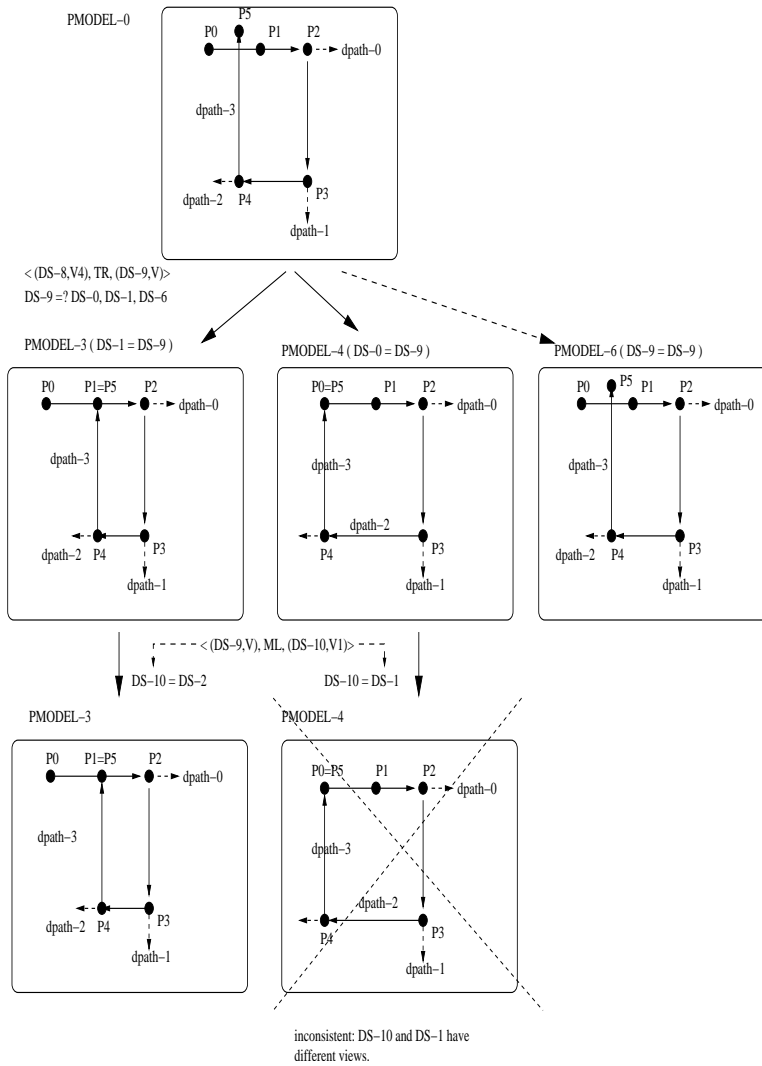 PMODEL-0
P5
P0
P1
P2
dpath-0
dpath-3
dpath-2
P4
P3
dpath-1
< (DS-8,V4), TR, (DS-9,V)>
DS-9 =? DS-0, DS-1, DS-6
PMODEL-3 ( DS-1 = DS-9 )
PMODEL-4 ( DS-0 = DS-9 )
PMODEL-6 ( DS-9 = DS-9 )
P0
P1=P5
P2
dpath-0
dpath-3
dpath-2
P4
P3
dpath-1
P0=P5
P1
P2
dpath-0
dpath-3
dpath-2
P4
P3
dpath-1
P5
P0
P1
P2
dpath-0
dpath-3
dpath-2
P4
P3
dpath-1
< (DS-9,V), ML, (DS-10,V1)>
DS-10 = DS-2
DS-10 = DS-1
PMODEL-3
PMODEL-4
P0
P1=P5
P2
dpath-0
dpath-3
dpath-2
P4
P3
dpath-1
P0=P5
P1
P2
dpath-0
dpath-3
dpath-2
P4
P3
dpath-1
inconsistent: DS-10 and DS-1 have
different views.